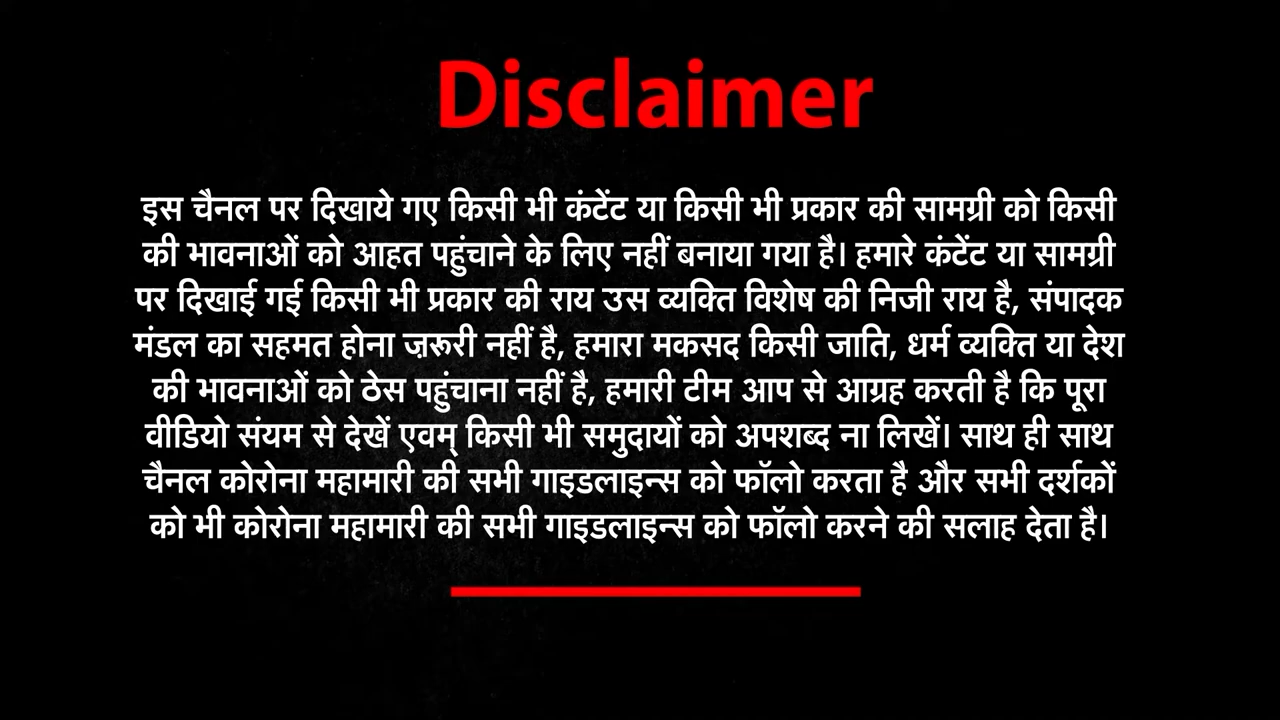 Disclaimer
इस चैनल पर दिखाये गए किसी भी कंटेंट या किसी भी प्रकार की सामग्री को किसी
की भावनाओं को आहत पहुंचाने के लिए नहीं बनाया गया है। हमारे कंटेंट या सामग्री
पर दिखाई गई किसी भी प्रकार की राय उस व्यक्ति विशेष की निजी राय है, संपादक
मंडल का सहमत होना ज़रूरी नहीं है, हमारा मकसद किसी जाति, धर्म व्यक्ति या देश
की भावनाओं को ठेस पहुंचाना नहीं है, हमारी टीम आप से आग्रह करती है कि पूरा
वीडियो संयम से देखें एवम् किसी भी समुदायों को अपशब्द ना लिखें। साथ ही साथ
चैनल कोरोना महामारी की सभी गाइडलाइन्स को फॉलो करता है और सभी दर्शकों
को भी कोरोना महामारी की सभी गाइडलाइन्स को फॉलो करने की सलाह देता है।